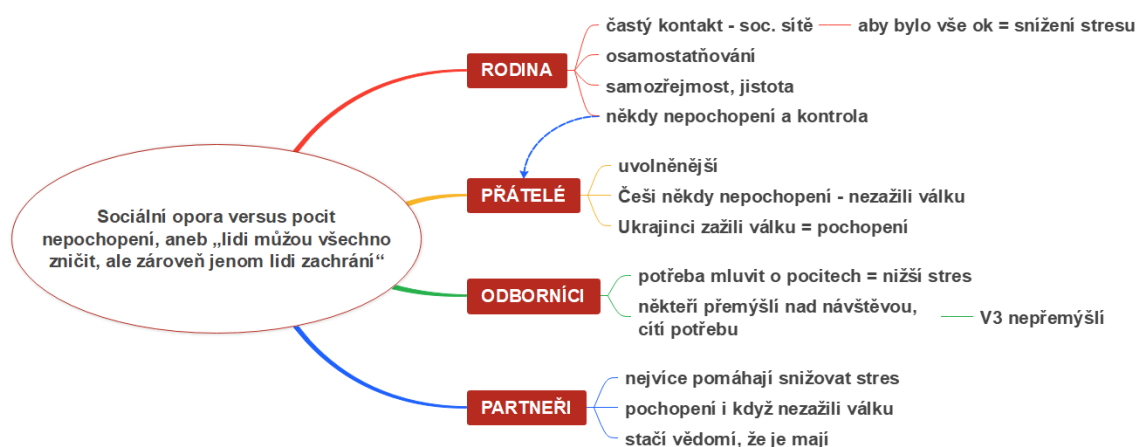 Sociální opora versus pocit
nepochopení, aneb „lidi můžou všechno
zničit, ale zároveň jenom lidi zachrání“
RODINA
častý kontakt - soc. sítě
aby bylo vše ok = snížení stresu
osamostatňování
samozřejmost, jistota
někdy nepochopení a kontrola
PŘÁTELÉ
uvolněnější
Češi někdy nepochopení - nezažili válku
Ukrajinci zažili válku = pochopení
ODBORNÍCI
potřeba mluvit o pocitech = nižší stres
někteří přemýšlí nad návštěvou,
cítí potřebu
V3 nepřemýšlí
PARTNEŘI
nejvíce pomáhají snižovat stres
pochopení i když nezažili válku
stačí vědomí, že je mají